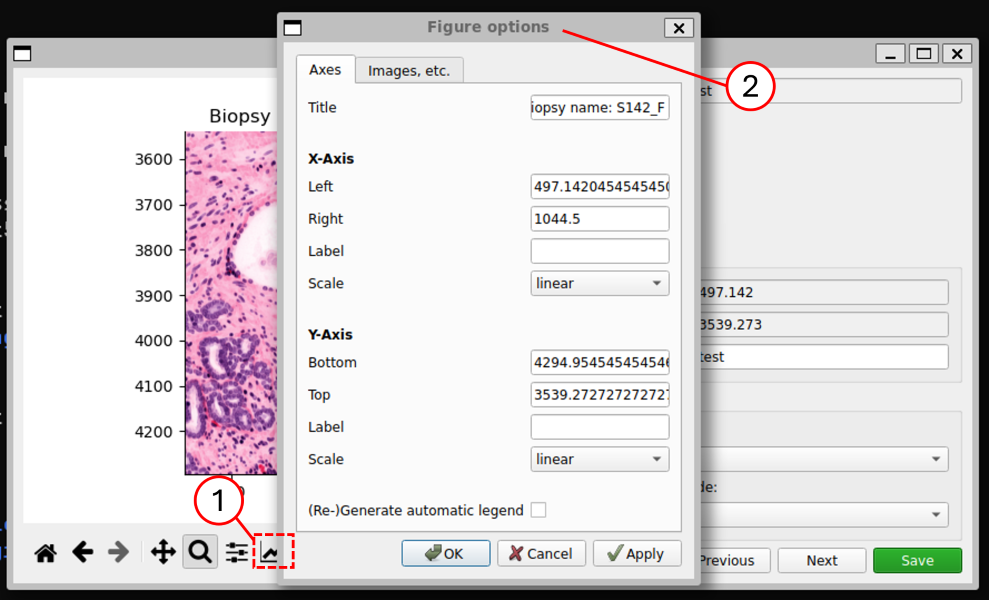 Figure options
2
Axes
Images, etc.
Title
iopsy name: S142_F
X-Axis
Left
497.142045454545
Right
1044.5
Label
Scale
linear
Y-Axis
Bottom
4294.95454545454
Top
3539.27272727272
Label
Scale
linear
(Re-)Generate automatic legend
OK
Cancel
Apply
Biopsy
3600
3700
3800
3900
4000
4100
4200
1
st
497.142
3539.273
test
de:
Previous
Next
Save